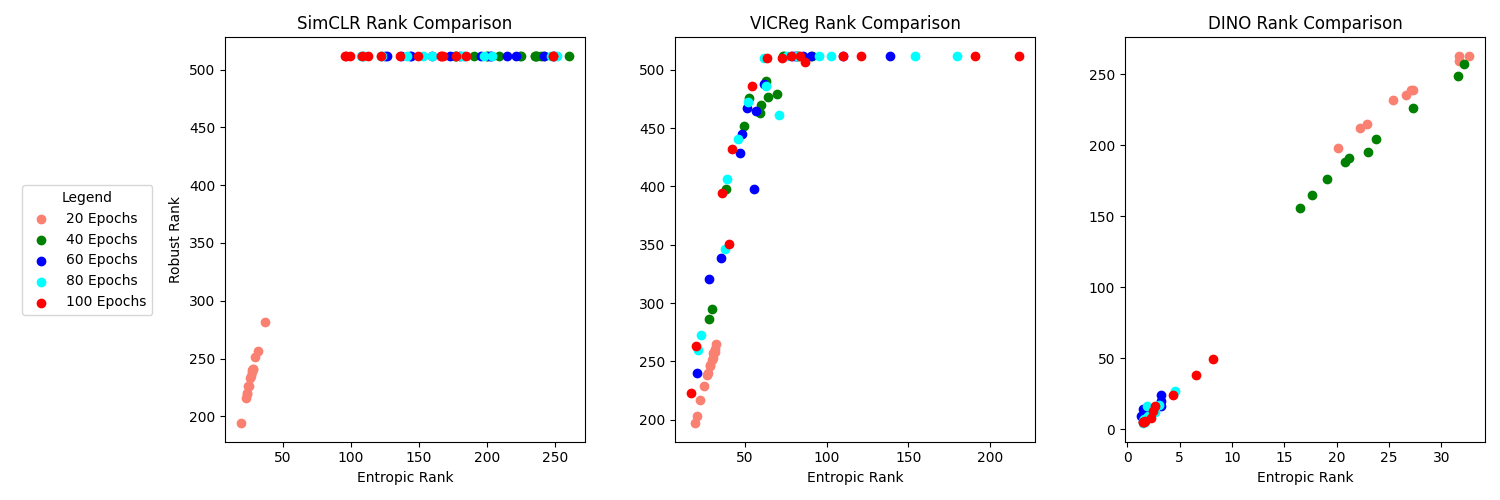 SimCLR Rank Comparison
VICReg Rank Comparison
DINO Rank Comparison
Legend
20 Epochs
40 Epochs
60 Epochs
80 Epochs
100 Epochs
Robust Rank
500
450
400
350
300
250
200
50
100
150
200
250
Entropic Rank
500
450
400
350
300
250
200
50
100
150
200
Entropic Rank
250
200
150
100
50
0
0
5
10
15
20
25
30
Entropic Rank